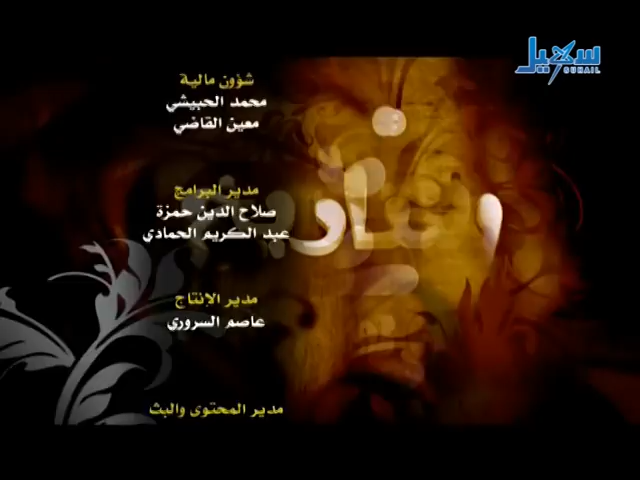 سهيل
SUHAIL
شؤون مالية
محمد الحبيشي
معين القاضي
مدير البرامج
صلاح الدين حمزة
عبد الكريم الحمادي
مدير الإنتاج
عاصم السروري
مدير المحتوى والبث